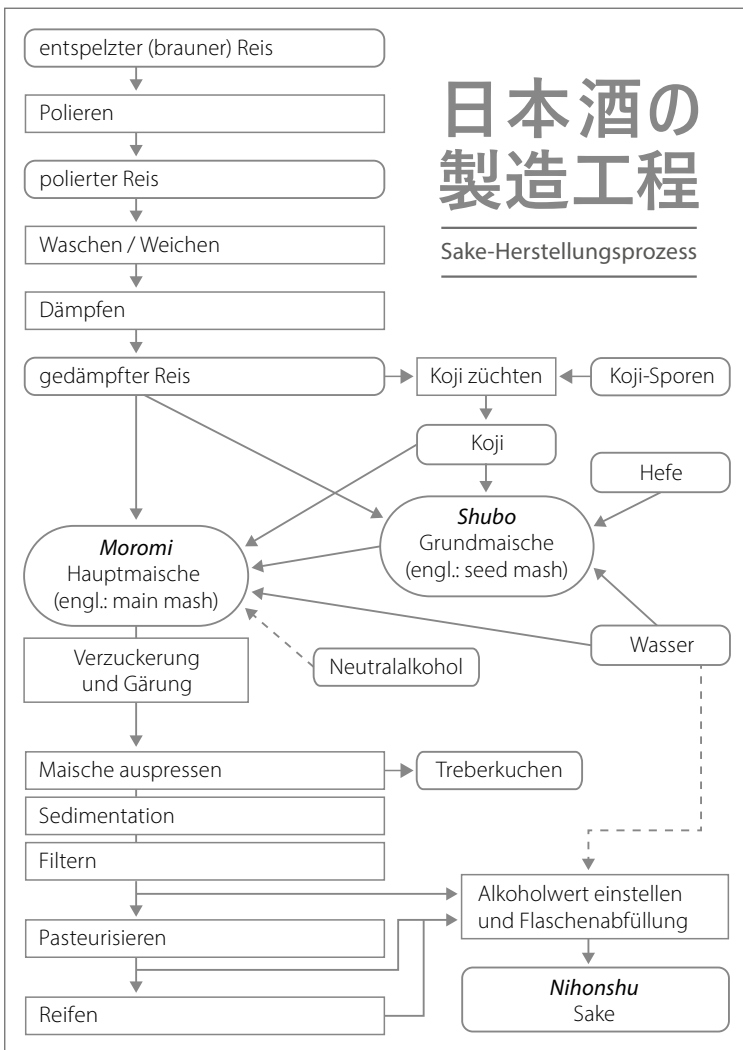 entspelzter (brauner) Reis
Polieren
polierter Reis
Waschen / Weichen
Dämpfen
日本酒の
製造工程
Sake-Herstellungsprozess
gedämpfter Reis
Koji züchten
Koji-Sporen
Koji
Hefe
Shubo
Grundmaische
(engl.: seed mash)
Moromi
Hauptmaische
(engl.: main mash)
Wasser
Verzuckerung
und Gärung
Neutralalkohol
Maische auspressen
Treberkuchen
Sedimentation
Filtern
Alkoholwert einstellen
und Flaschenabfüllung
Pasteurisieren
Nihonshu
Sake
Reifen